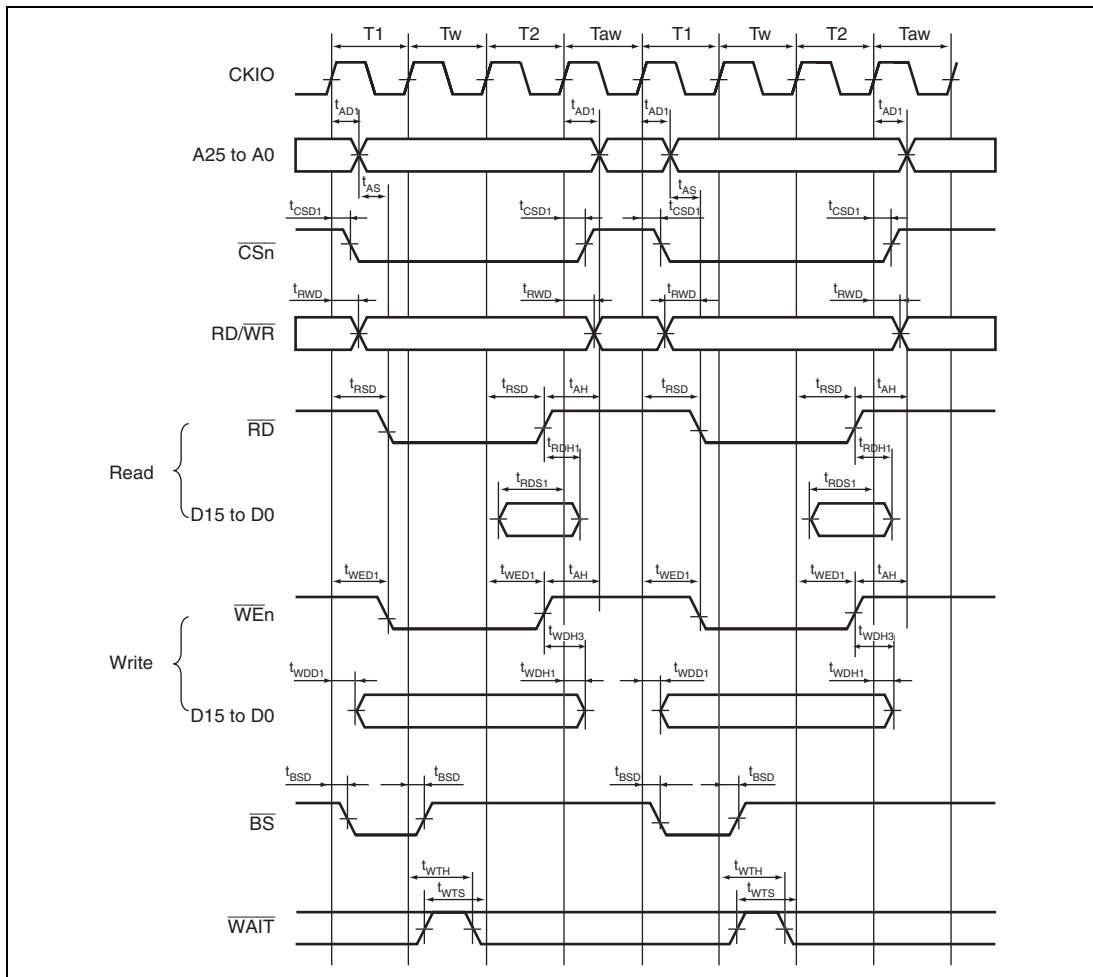 T1 Tw T2 Taw T1 Tw T2 Taw
CKIO
tAD1 tAD1 tAD1 tAD1
A25 to A0
tAS tAS
tCSD1 tCSD1 tCSD1 tCSD1
CSn
tRWD tRWD tRWD tRWD
RD/WR
tRSD tRSD tAH tRSD tRSD tAH
RD
tRDH1 tRDH1
Read
tRDS1 tRDS1
D15 to D0
tWED1 tWED1 tAH tWED1 tWED1 tAH
WEn
tWDH3 tWDH3
Write
tWDD1 tWDH1 tWDD1 tWDH1
D15 to D0
tBSD tBSD tBSD tBSD
BS
tWTH tWTH
tWTS tWTS
WAIT